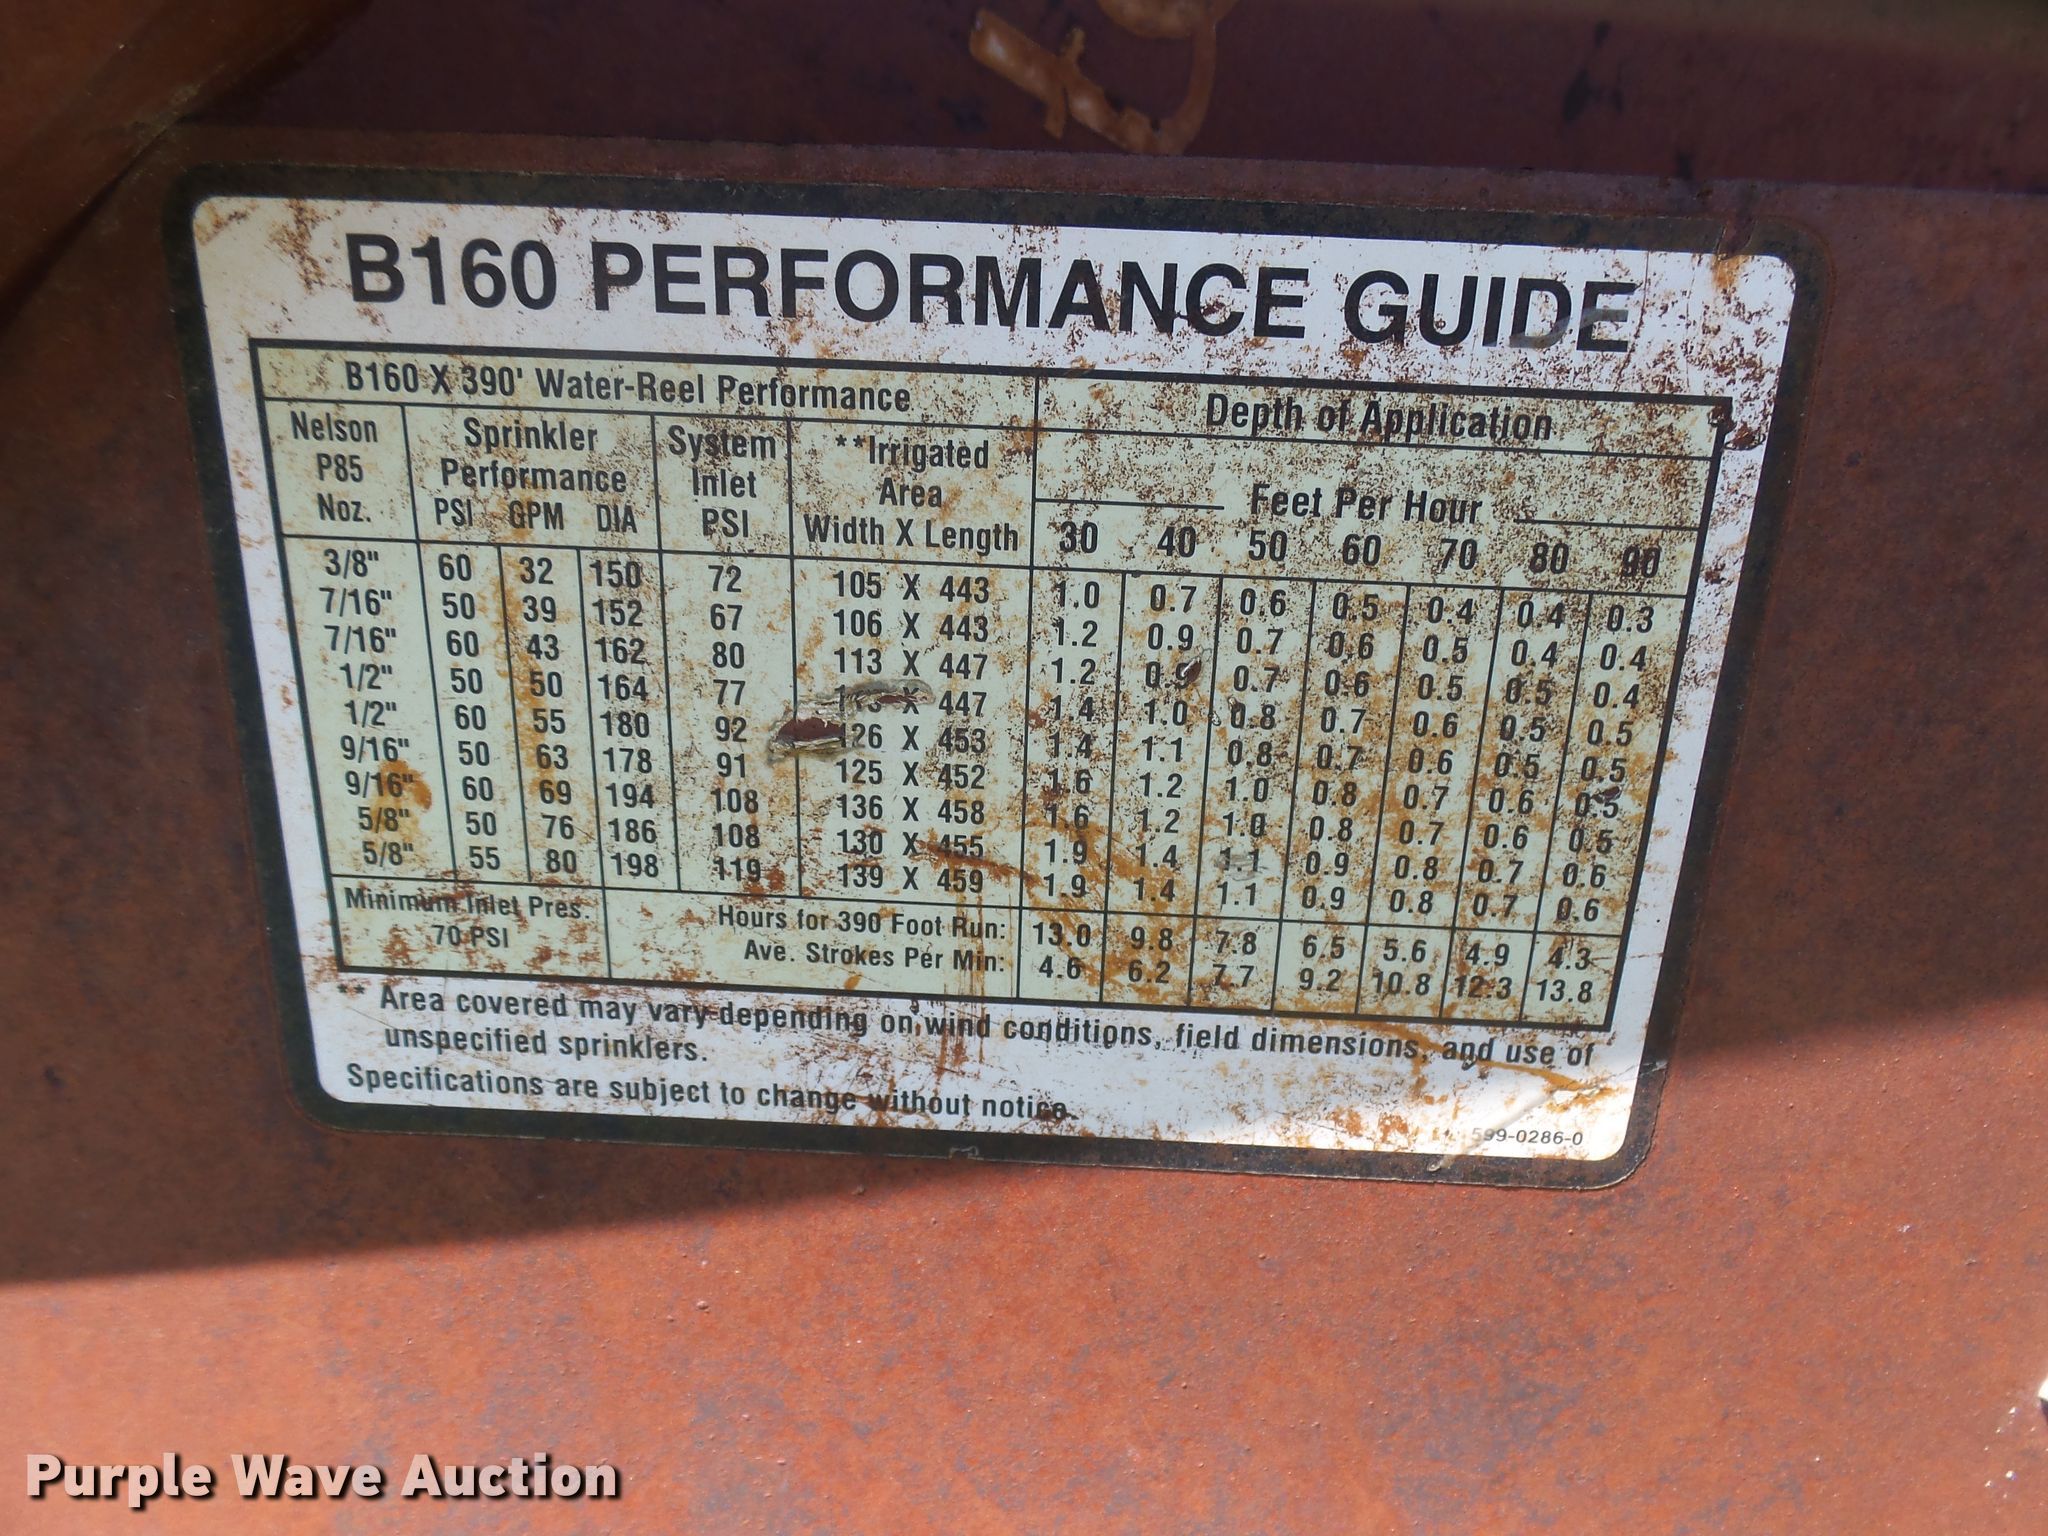 B160 PERFORMANCE GUIDE
B160 X 390' Water-Reel Performance Depth of Application
Nelson P85 Noz. Sprinkler Performance PSI GPM DIA System Inlet PSI **Irrigated Area Width X Length Feet Per Hour 30 40 50 60 70 80 90
3/8" 60 32 150 72 105 X 443 1.0 0.7 0.6 0.5 0.4 0.4 0.3
7/16" 50 39 152 67 106 X 443 1.2 0.9 0.7 0.6 0.5 0.4 0.4
7/16" 60 43 162 80 113 X 447 1.2 0.9 0.7 0.6 0.5 0.5 0.4
1/2" 50 50 164 77 X 447 1.4 1.0 0.8 0.7 0.6 0.5 0.5
1/2" 60 55 180 92 126 X 453 1.4 1.1 0.8 0.7 0.6 0.5 0.5
9/16" 50 63 178 91 125 X 452 1.6 1.2 1.0 0.8 0.7 0.6 0.5
9/16" 60 69 194 108 136 X 458 1.6 1.2 1.0 0.8 0.7 0.6 0.5
5/8" 50 76 186 108 130 X 455 1.9 1.4 1.1 0.9 0.8 0.7 0.6
5/8" 55 80 198 119 139 X 459 1.9 1.4 1.1 0.9 0.8 0.7 0.6
Minimum Inlet Pres. Hours for 390 Foot Run: 13.0 9.8 7.8 6.5 5.6 4.9 4.3
70 PSI Ave. Strokes Per Min: 4.6 6.2 7.7 9.2 10.8 12.3 13.8
** Area covered may vary depending on wind conditions, field dimensions, and use of
unspecified sprinklers.
Specifications are subject to change without notice.
599-0286-0
Purple Wave Auction